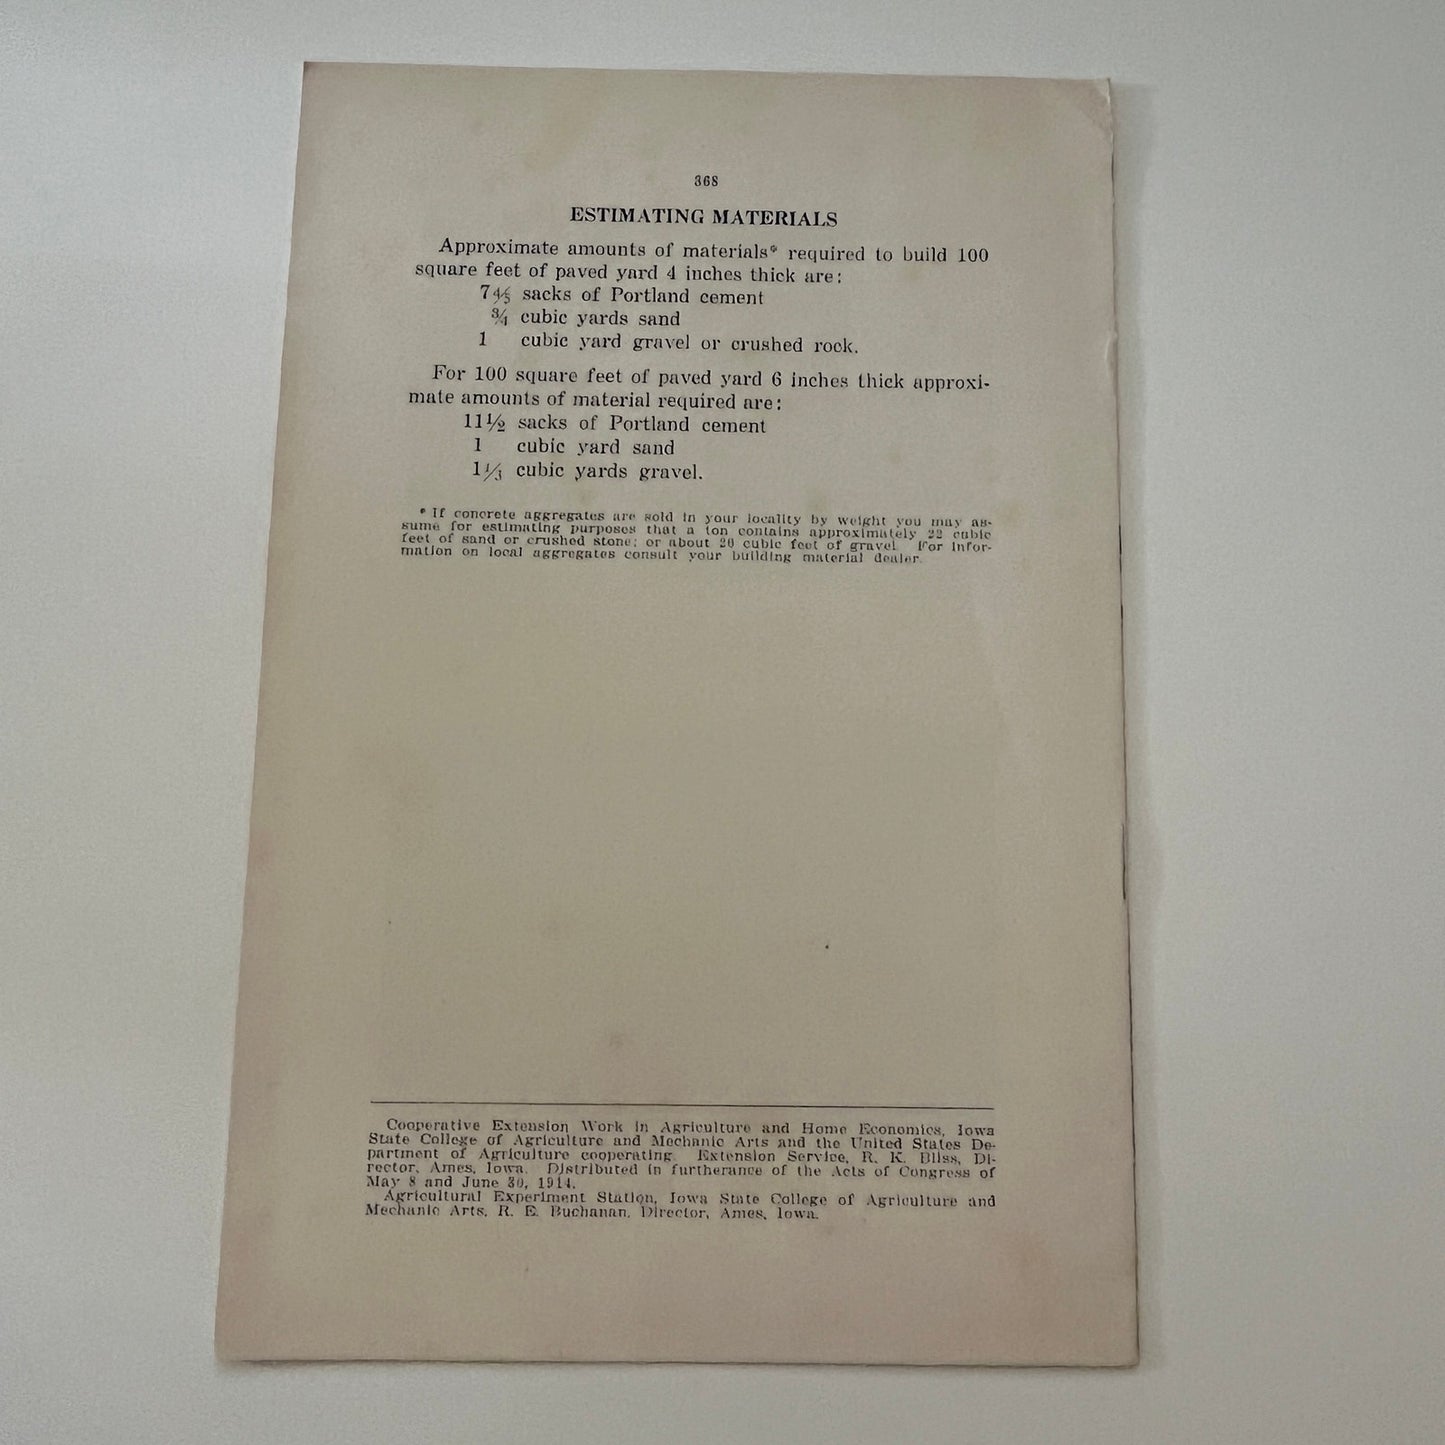 368
ESTIMATING MATERIALS
Approximate amounts of materials* required to build 100
square feet of paved yard 4 inches thick are:
7 4/5 sacks of Portland cement
3/4 cubic yards sand
1 cubic yard gravel or crushed rock.
For 100 square feet of paved yard 6 inches thick approxi-
mate amounts of material required are:
11 1/2 sacks of Portland cement
1 cubic yard sand
1 1/3 cubic yards gravel.
* If concrete aggregates are sold in your locality by weight you may as-
sume for estimating purposes that a ton contains approximately 22 cubic
feet of sand or crushed stone; or about 20 cubic feet of gravel. For infor-
mation on local aggregates consult your building material dealer.
Cooperative Extension Work in Agriculture and Home Economics, Iowa
State College of Agriculture and Mechanic Arts and the United States De-
partment of Agriculture cooperating. Extension Service, R. K. Bliss, Di-
rector, Ames, Iowa. Distributed in furtherance of the Acts of Congress of
May 8 and June 30, 1914.
Agricultural Experiment Station, Iowa State College of Agriculture and
Mechanic Arts, R. E. Buchanan, Director, Ames, Iowa.